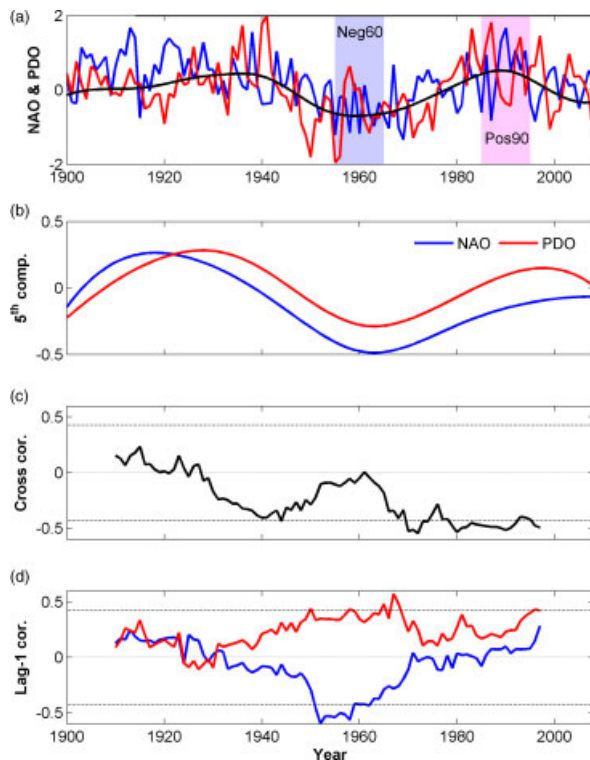 (a)
2
0
-2
NAO & PDO
Neg60
Pos90
1900 1920 1940 1960 1980 2000
(b)
0.5
0
-0.5
5th comp.
NAO PDO
(c)
0.5
0
-0.5
Cross cor.
(d)
0.5
0
-0.5
Lag-1 cor.
1900 1920 1940 1960 1980 2000
Year